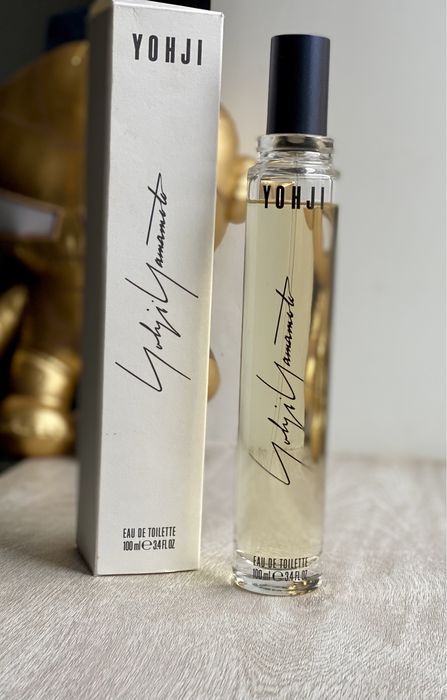 YOHJI
Yohji Yamamoto
EAU DE TOILETTE
100 ml ℮ 3.4 FL OZ
YOHJI
Yohji Yamamoto
EAU DE TOILETTE
100 ml ℮ 3.4 FL OZ